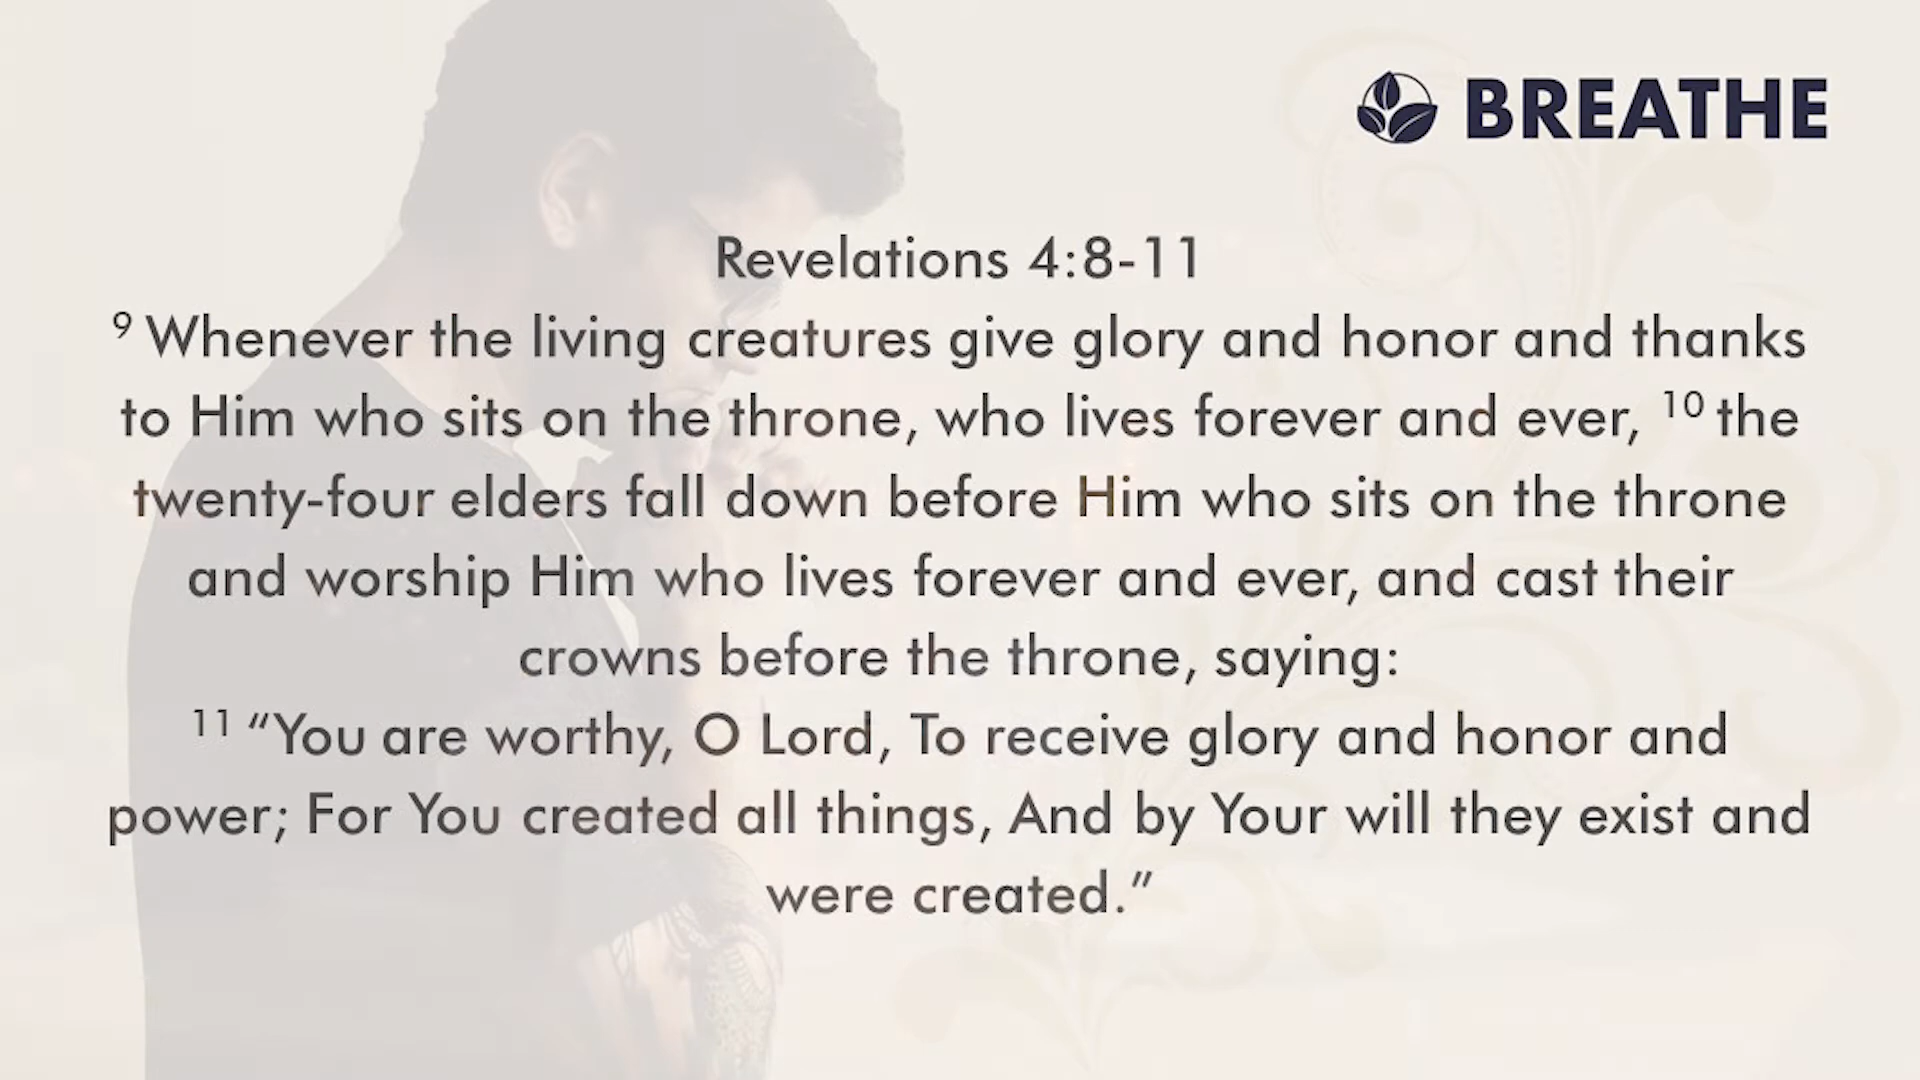 BREATHE
Revelations 4:8-11
9 Whenever the living creatures give glory and honor and thanks
to Him who sits on the throne, who lives forever and ever, 10 the
twenty-four elders fall down before Him who sits on the throne
and worship Him who lives forever and ever, and cast their
crowns before the throne, saying:
11 “You are worthy, O Lord, To receive glory and honor and
power; For You created all things, And by Your will they exist and
were created.”